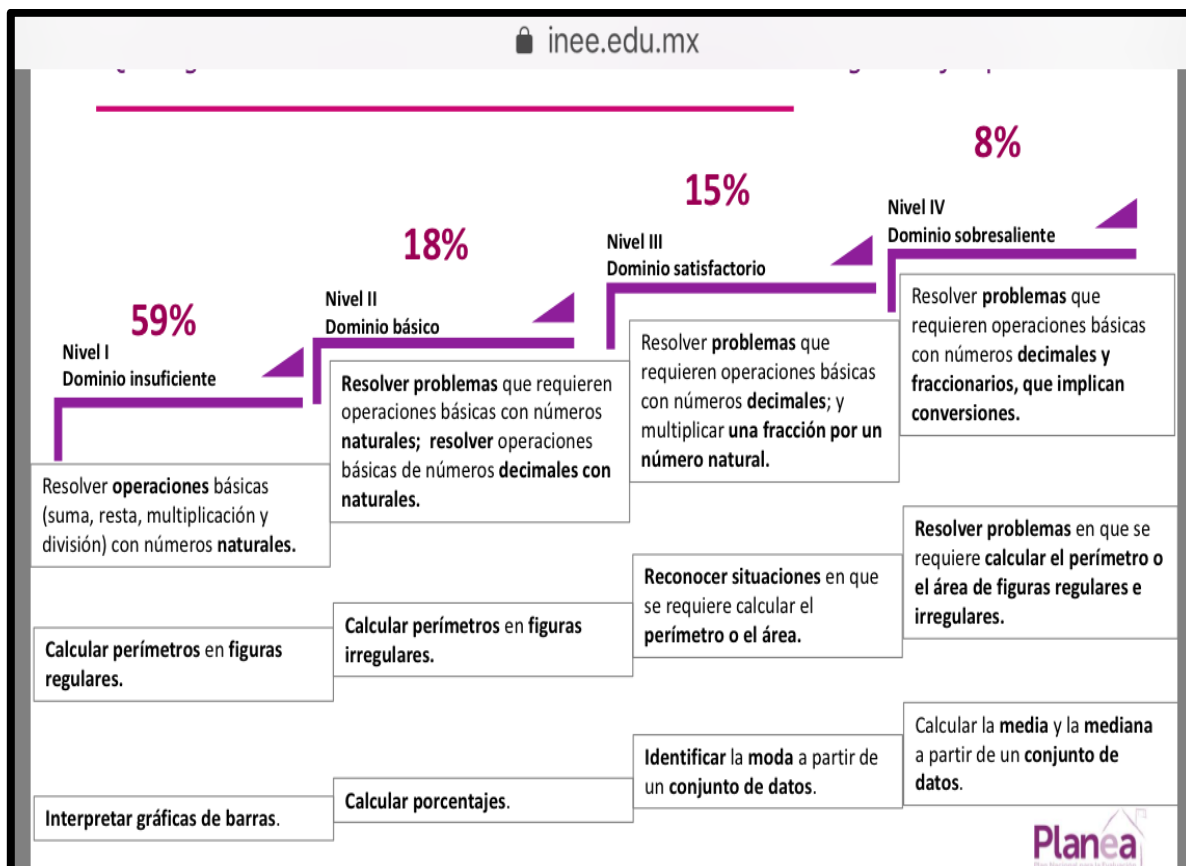 inee.edu.mx
8%
15%
Nivel IV
Dominio sobresaliente
18%
Nivel III
Dominio satisfactorio
59%
Nivel II
Dominio básico
Nivel I
Dominio insuficiente
Resolver operaciones básicas
(suma, resta, multiplicación y
división) con números naturales.
Resolver problemas que requieren
operaciones básicas con números
naturales; resolver operaciones
básicas de números decimales con
naturales.
Resolver problemas que
requieren operaciones básicas
con números decimales; y
multiplicar una fracción por un
número natural.
Resolver problemas que
requieren operaciones básicas
con números decimales y
fraccionarios, que implican
conversiones.
Calcular perímetros en figuras
regulares.
Calcular perímetros en figuras
irregulares.
Reconocer situaciones en que
se requiere calcular el
perímetro o el área.
Resolver problemas en que se
requiere calcular el perímetro o
el área de figuras regulares e
irregulares.
Interpretar gráficas de barras.
Calcular porcentajes.
Identificar la moda a partir de
un conjunto de datos.
Calcular la media y la mediana
a partir de un conjunto de
datos.
Planea